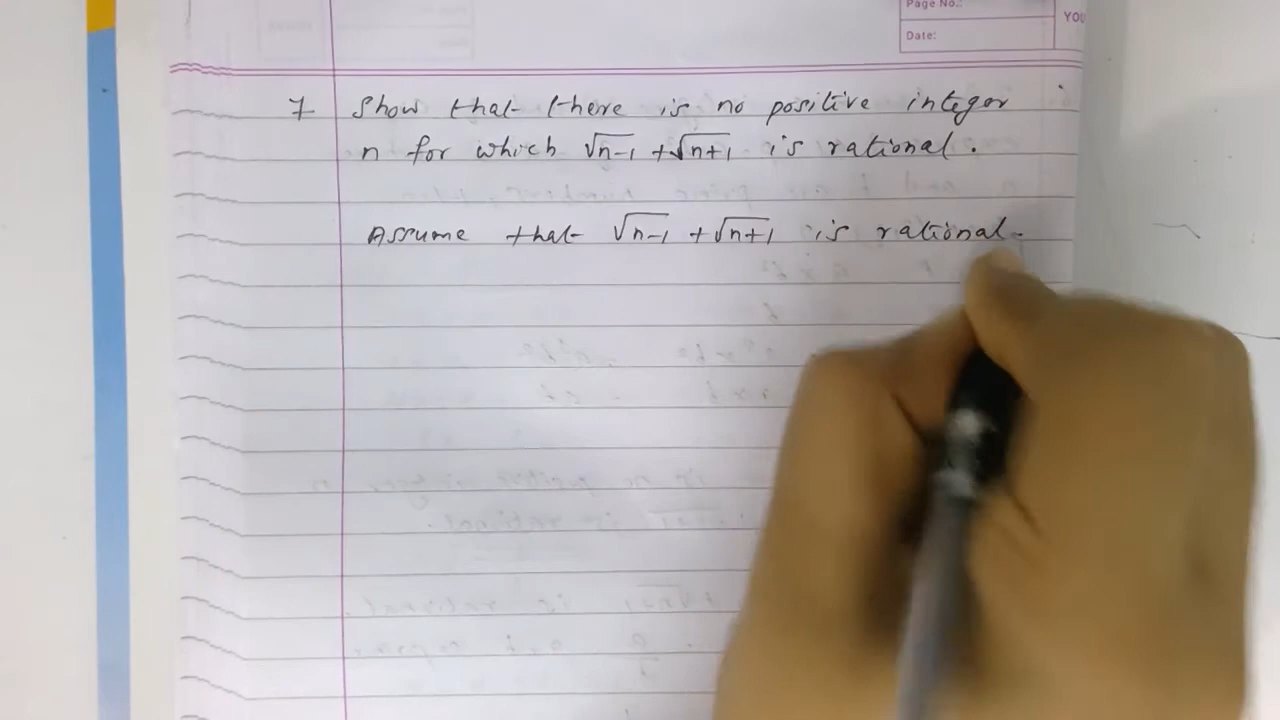 Page No.:
Date:
YOU
7 Show that there is no positive integer
n for which √n-1 + √n+1 is rational.
Assume that √n-1 + √n+1 is rational.